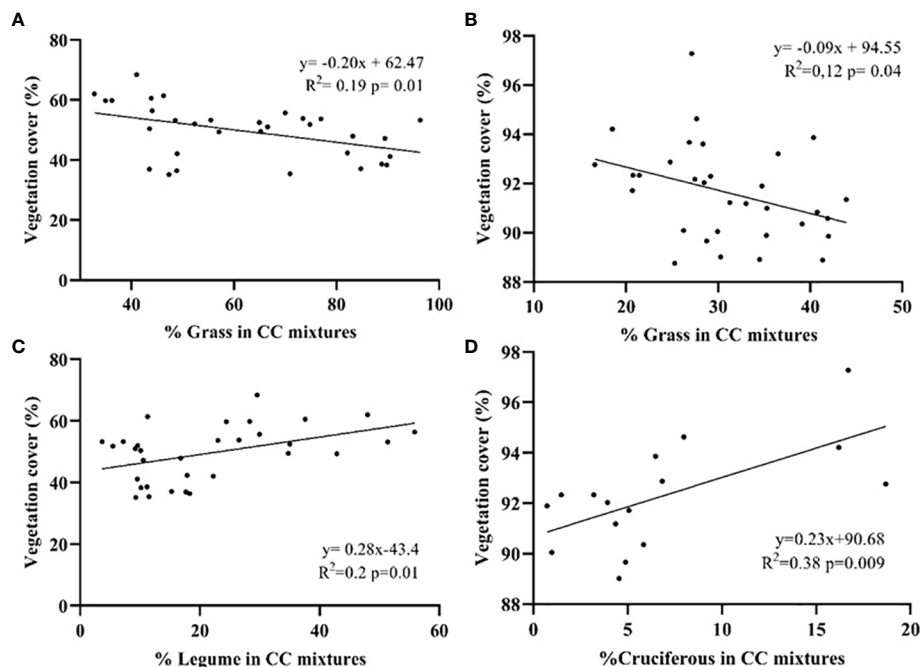 A
80
60
40
20
0
Vegetation cover (%)
y= -0.20x + 62.47
R²= 0.19 p= 0.01
40 60 80 100
% Grass in CC mixtures
B
98
96
94
92
90
88
Vegetation cover (%)
y= -0.09x + 94.55
R²=0,12 p= 0.04
10 20 30 40 50
% Grass in CC mixtures
C
80
60
40
20
0
Vegetation cover (%)
y= 0.28x-43.4
R²=0.2 p=0.01
0 20 40 60
% Legume in CC mixtures
D
98
96
94
92
90
88
Vegetation cover (%)
y=0.23x+90.68
R²=0.38 p=0.009
0 5 10 15 20
%Cruciferous in CC mixtures